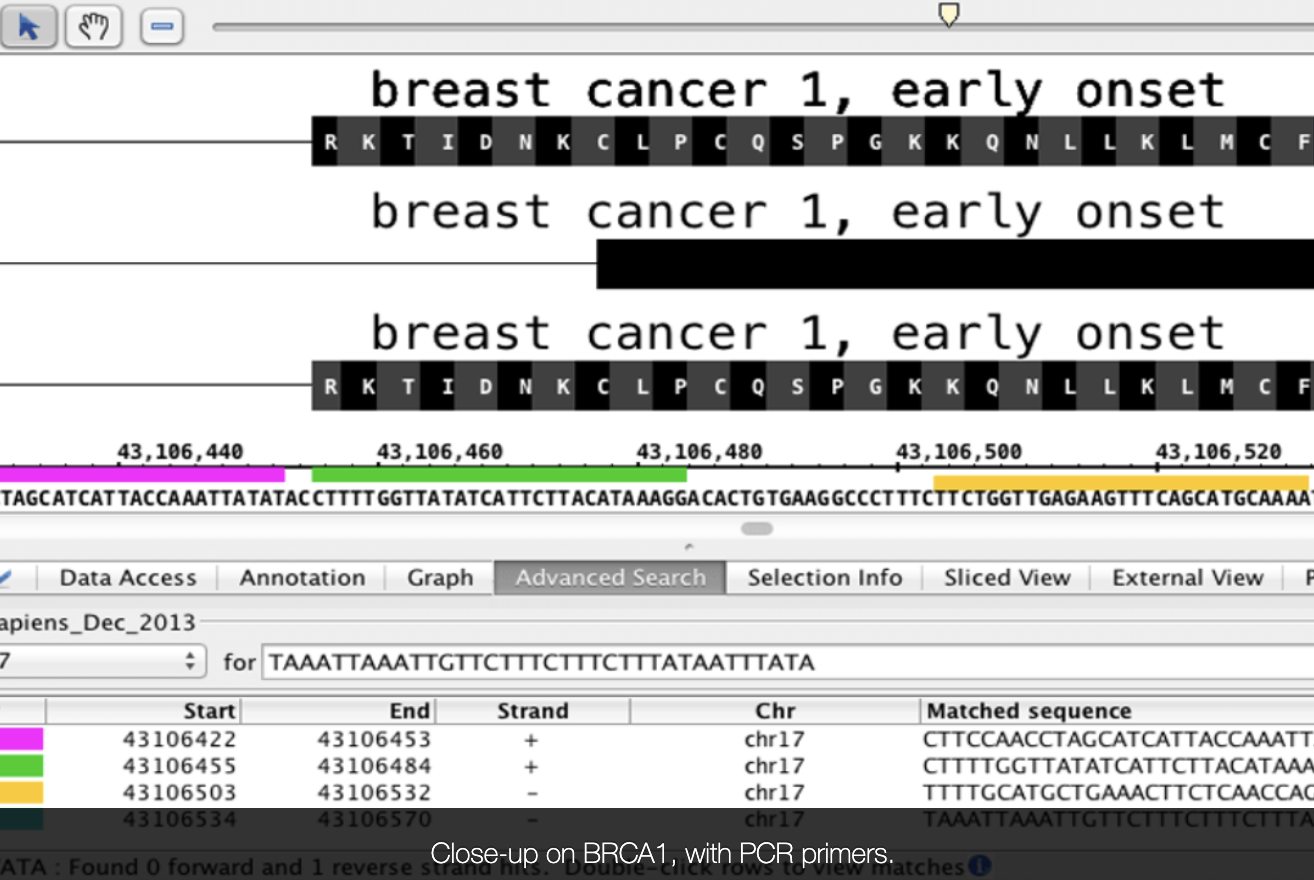 breast cancer 1, early onset
R K T I D N K C L P C Q S P G K K Q N L L K L M C F
breast cancer 1, early onset
breast cancer 1, early onset
R K T I D N K C L P C Q S P G K K Q N L L K L M C F
43,106,440 43,106,460 43,106,480 43,106,500 43,106,520
TAGCATCATTACCAAATTATATACCTTTTGGTTATATCATTCTTACATAAAGGACACTGTGAAGGCCCTTTCTTCTGGTTGAGAAGTTTCAGCATGCAAAA
Data Access Annotation Graph Advanced Search Selection Info Sliced View External View
apiens_Dec_2013
7 for TAAATTAAATTGTTCTTTCTTTCTTTATAATTTATA
Start End Strand Chr Matched sequence
43106422 43106453 + chr17 CTTCCAACCTAGCATCATTACCAAATT
43106455 43106484 + chr17 CTTTTGGTTATATCATTCTTACATAAA
43106503 43106532 - chr17 TTTTGCATGCTGAAACTTCTCAACCAG
43106534 43106570 - chr17 TAAATTAAATTGTTCTTTCTTTCTTTA
Close-up on BRCA1, with PCR primers.
ATA : Found 0 forward and 1 reverse strand hits. Double-click rows to view matches